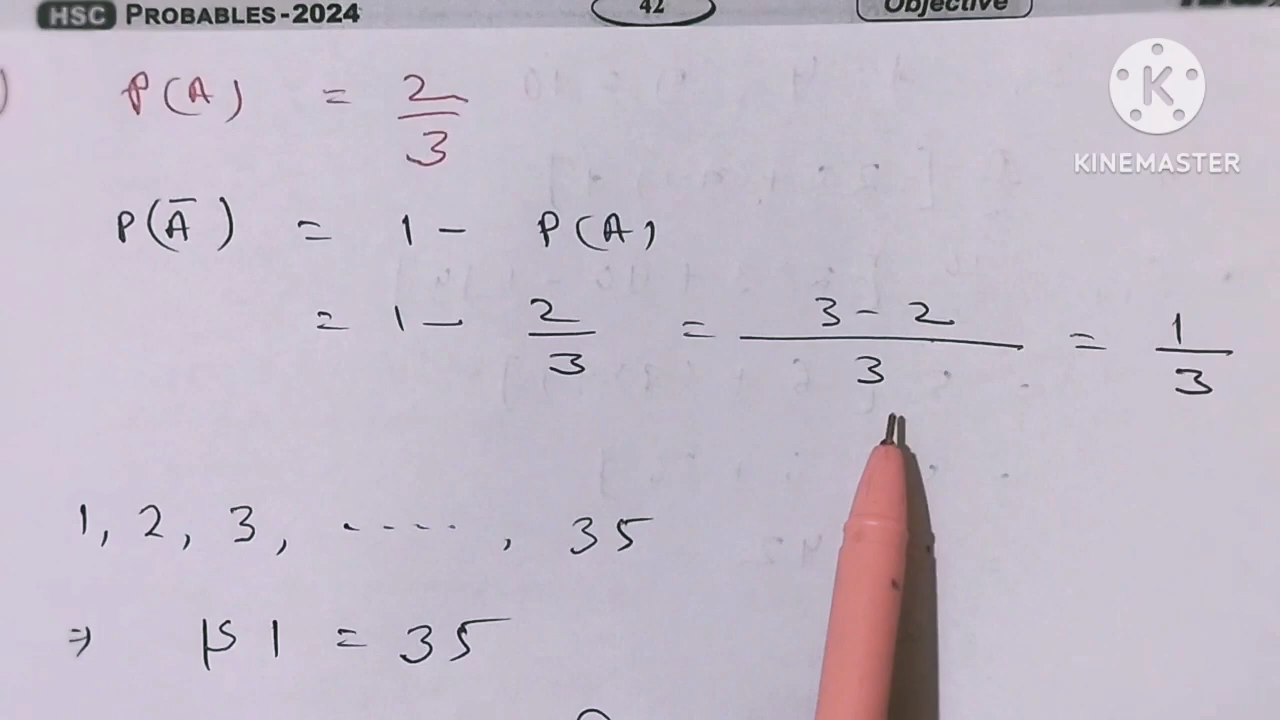 HSC PROBABLES-2024 42 Objective
P(A) = 2/3
KINEMASTER
P(Ā) = 1 - P(A)
= 1 - 2/3 = 3 - 2/3 = 1/3
1, 2, 3, ....., 35
⇒ |S| = 35